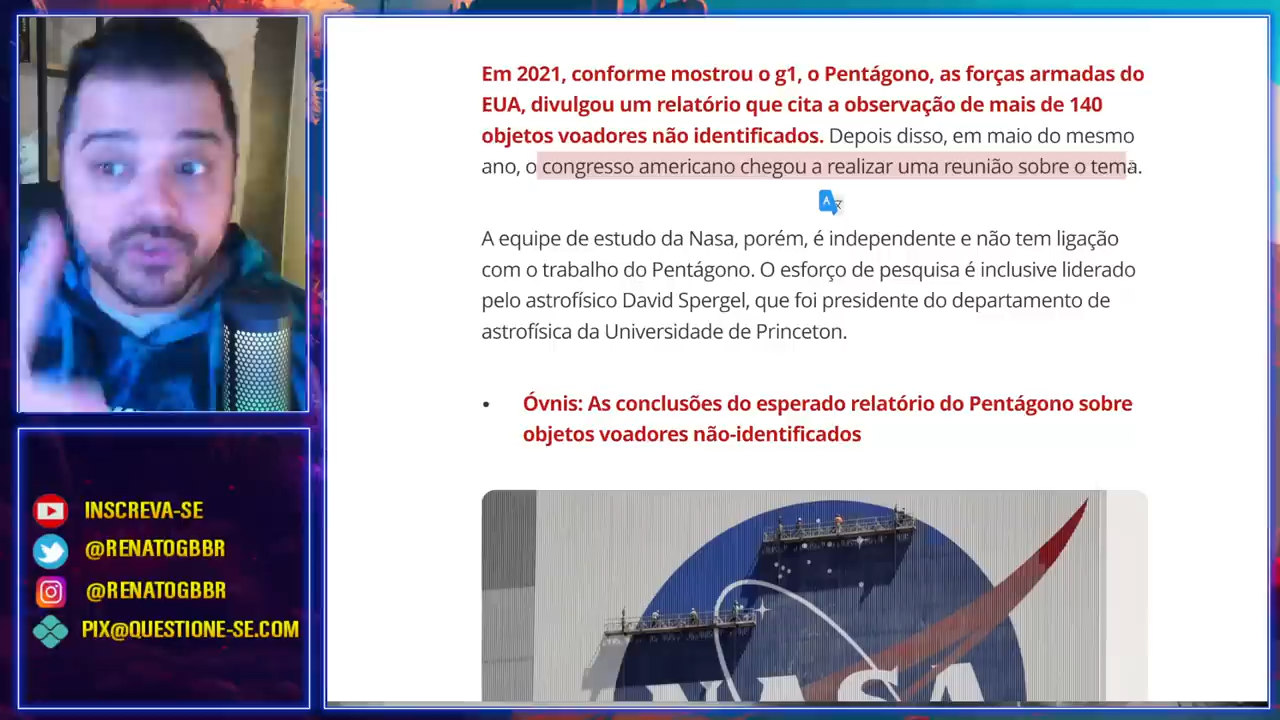 Em 2021, conforme mostrou o g1, o Pentágono, as forças armadas do
EUA, divulgou um relatório que cita a observação de mais de 140
objetos voadores não identificados. Depois disso, em maio do mesmo
ano, o congresso americano chegou a realizar uma reunião sobre o tema.
A equipe de estudo da Nasa, porém, é independente e não tem ligação
com o trabalho do Pentágono. O esforço de pesquisa é inclusive liderado
pelo astrofísico David Spergel, que foi presidente do departamento de
astrofísica da Universidade de Princeton.
• Óvnis: As conclusões do esperado relatório do Pentágono sobre
objetos voadores não-identificados
NASA
INSCREVA-SE
@RENATOGBBR
@RENATOGBBR
PIX@QUESTIONE-SE.COM